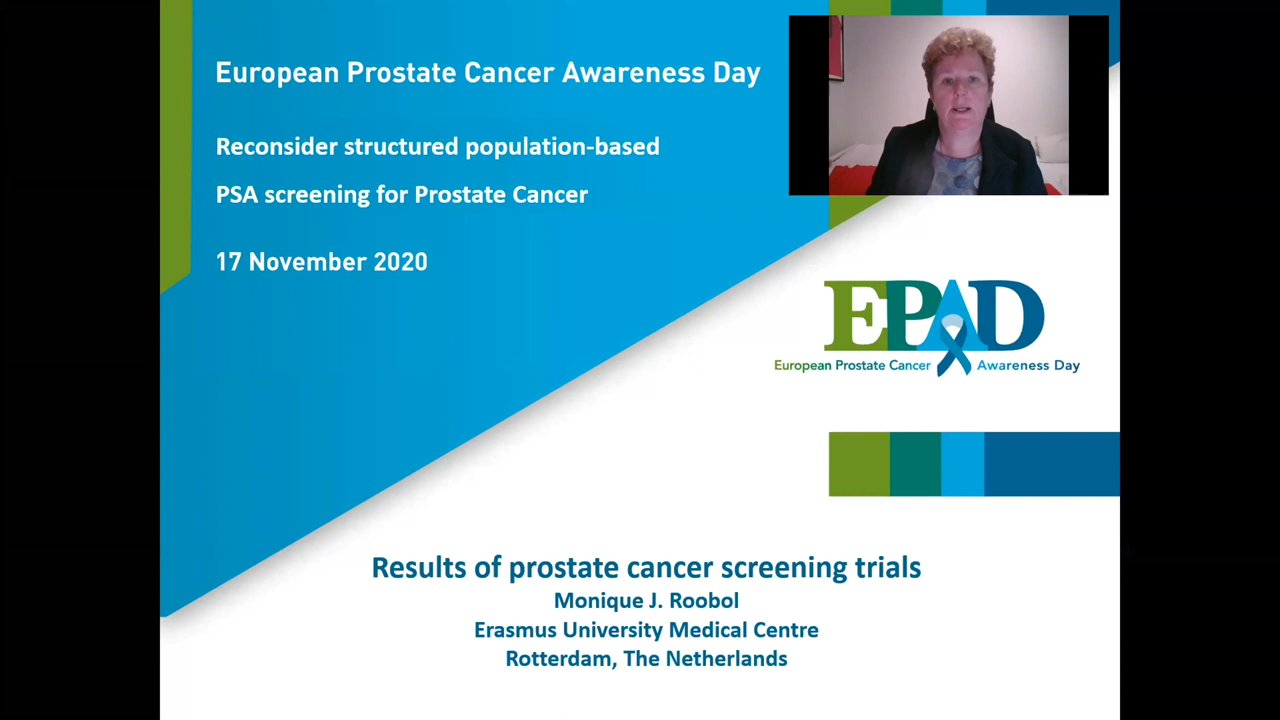 European Prostate Cancer Awareness Day
Reconsider structured population-based
PSA screening for Prostate Cancer
17 November 2020
EPAD
European Prostate Cancer Awareness Day
Results of prostate cancer screening trials
Monique J. Roobol
Erasmus University Medical Centre
Rotterdam, The Netherlands